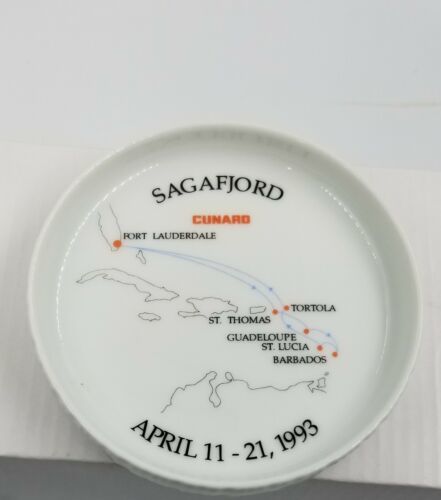 SAGAFJORD
CUNARD
FORT LAUDERDALE
TORTOLA
ST. THOMAS
GUADELOUPE
ST. LUCIA
BARBADOS
APRIL 11 - 21, 1993